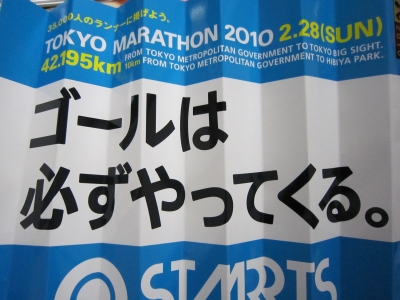 35,000人のランナーに捧げよう。
TOKYO MARATHON 2010 2.28(SUN)
42.195km FROM TOKYO METROPOLITAN GOVERNMENT TO TOKYO BIG SIGHT.
10km FROM TOKYO METROPOLITAN GOVERNMENT TO HIBIYA PARK.
ゴールは
必ずやってくる。
STARTS